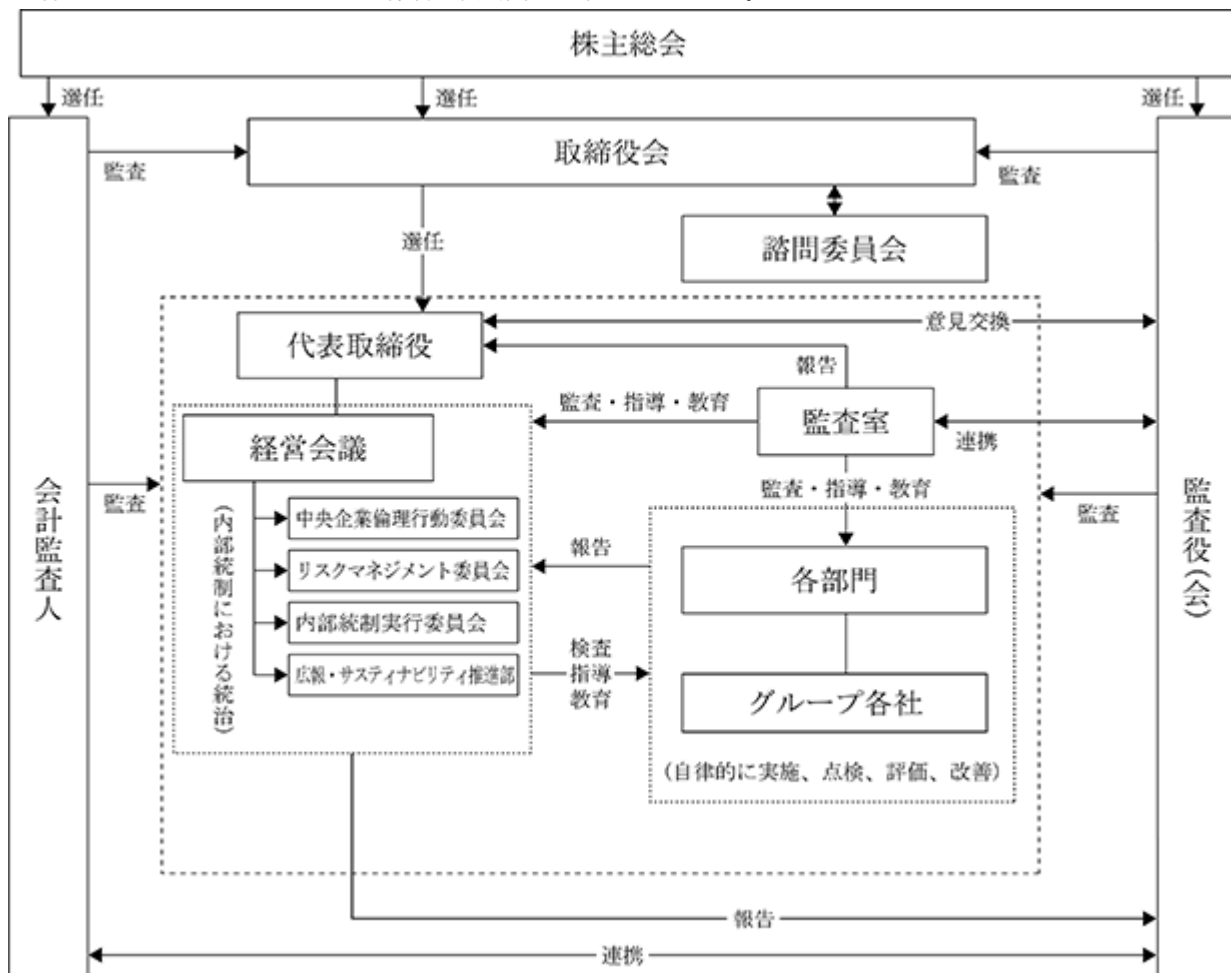 株主総会
選任
選任
選任
取締役会
監査
監査
諮問委員会
選任
代表取締役
意見交換
報告
監査室
監査・指導・教育
連携
経営会議
監査・指導・教育
(内部統制における統治)
中央企業倫理行動委員会
リスクマネジメント委員会
内部統制実行委員会
広報・サスティナビリティ推進部
報告
検査
指導
教育
各部門
グループ各社
(自律的に実施、点検、評価、改善)
会計監査人
監査
監査
監査役(会)
報告
連携